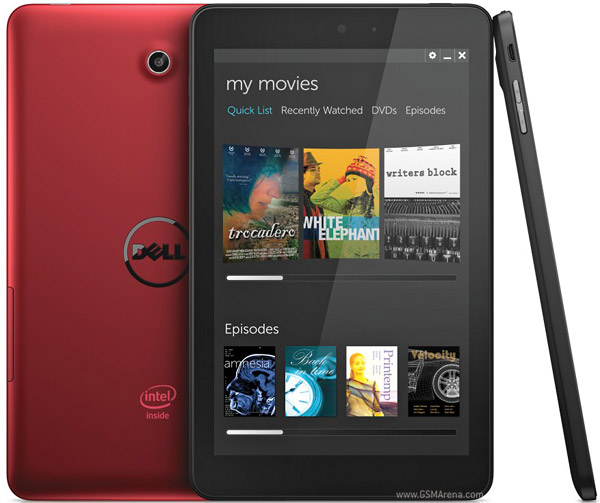 my movies
Quick List Recently Watched DVDs Episodes
trocadero
WHITE
ELEPHANT
writers block
DELL
Episodes
amnesia
Back
in time
Printemp
Velocity
intel
inside
www.GSMArena.com